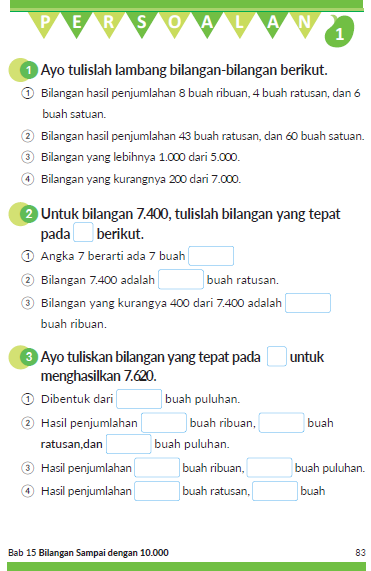 PERSOALAN 1
1 Ayo tulislah lambang bilangan-bilangan berikut.
1 Bilangan hasil penjumlahan 8 buah ribuan, 4 buah ratusan, dan 6
buah satuan.
2 Bilangan hasil penjumlahan 43 buah ratusan, dan 60 buah satuan.
3 Bilangan yang lebihnya 1.000 dari 5.000.
4 Bilangan yang kurangnya 200 dari 7.000.
2 Untuk bilangan 7.400, tulislah bilangan yang tepat
pada berikut.
1 Angka 7 berarti ada 7 buah
2 Bilangan 7.400 adalah buah ratusan.
3 Bilangan yang kurangya 400 dari 7.400 adalah
buah ribuan.
3 Ayo tuliskan bilangan yang tepat pada untuk
menghasilkan 7.620.
1 Dibentuk dari buah puluhan.
2 Hasil penjumlahan buah ribuan, buah
ratusan,dan buah puluhan.
3 Hasil penjumlahan buah ribuan, buah puluhan.
4 Hasil penjumlahan buah ratusan, buah
Bab 15 Bilangan Sampai dengan 10.000 83